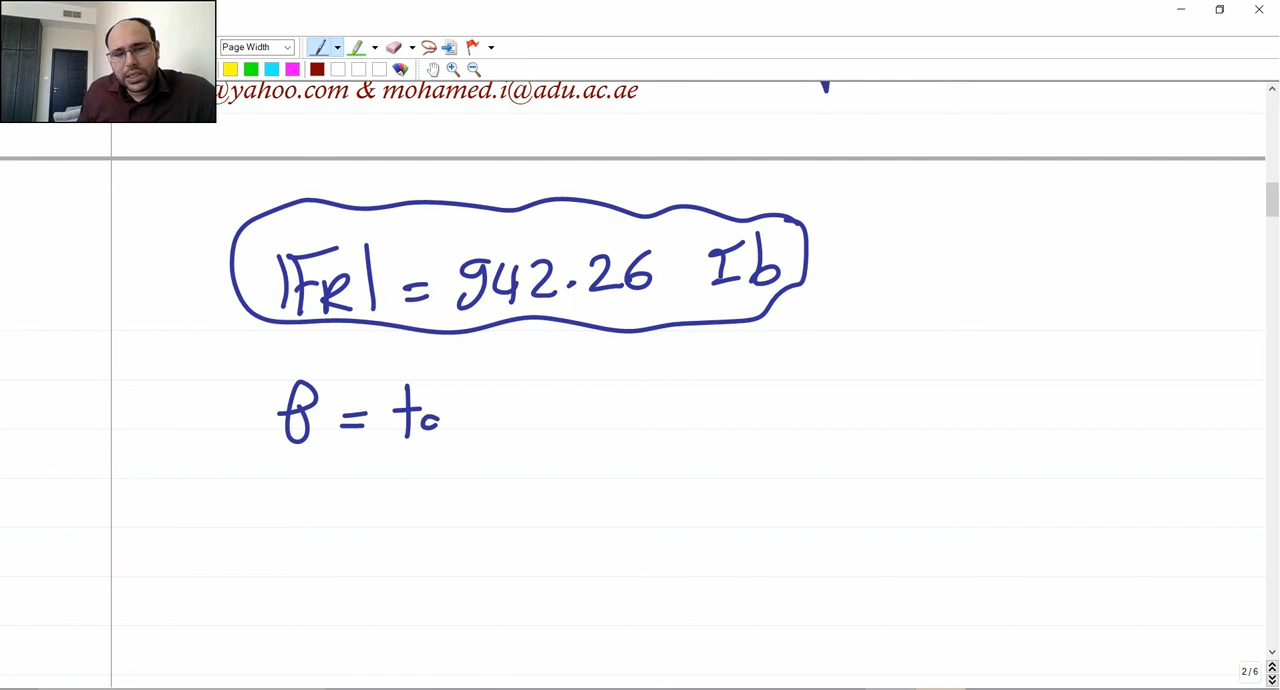 Page Width
@yahoo.com & mohamed.i@adu.ac.ae
|FR| = 942.26 Ib
= ta
2/6